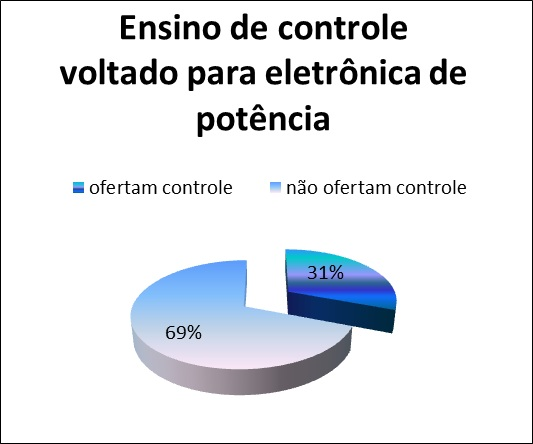 Ensino de controle
voltado para eletrônica de
potência
ofertam controle não ofertam controle
31%
69%